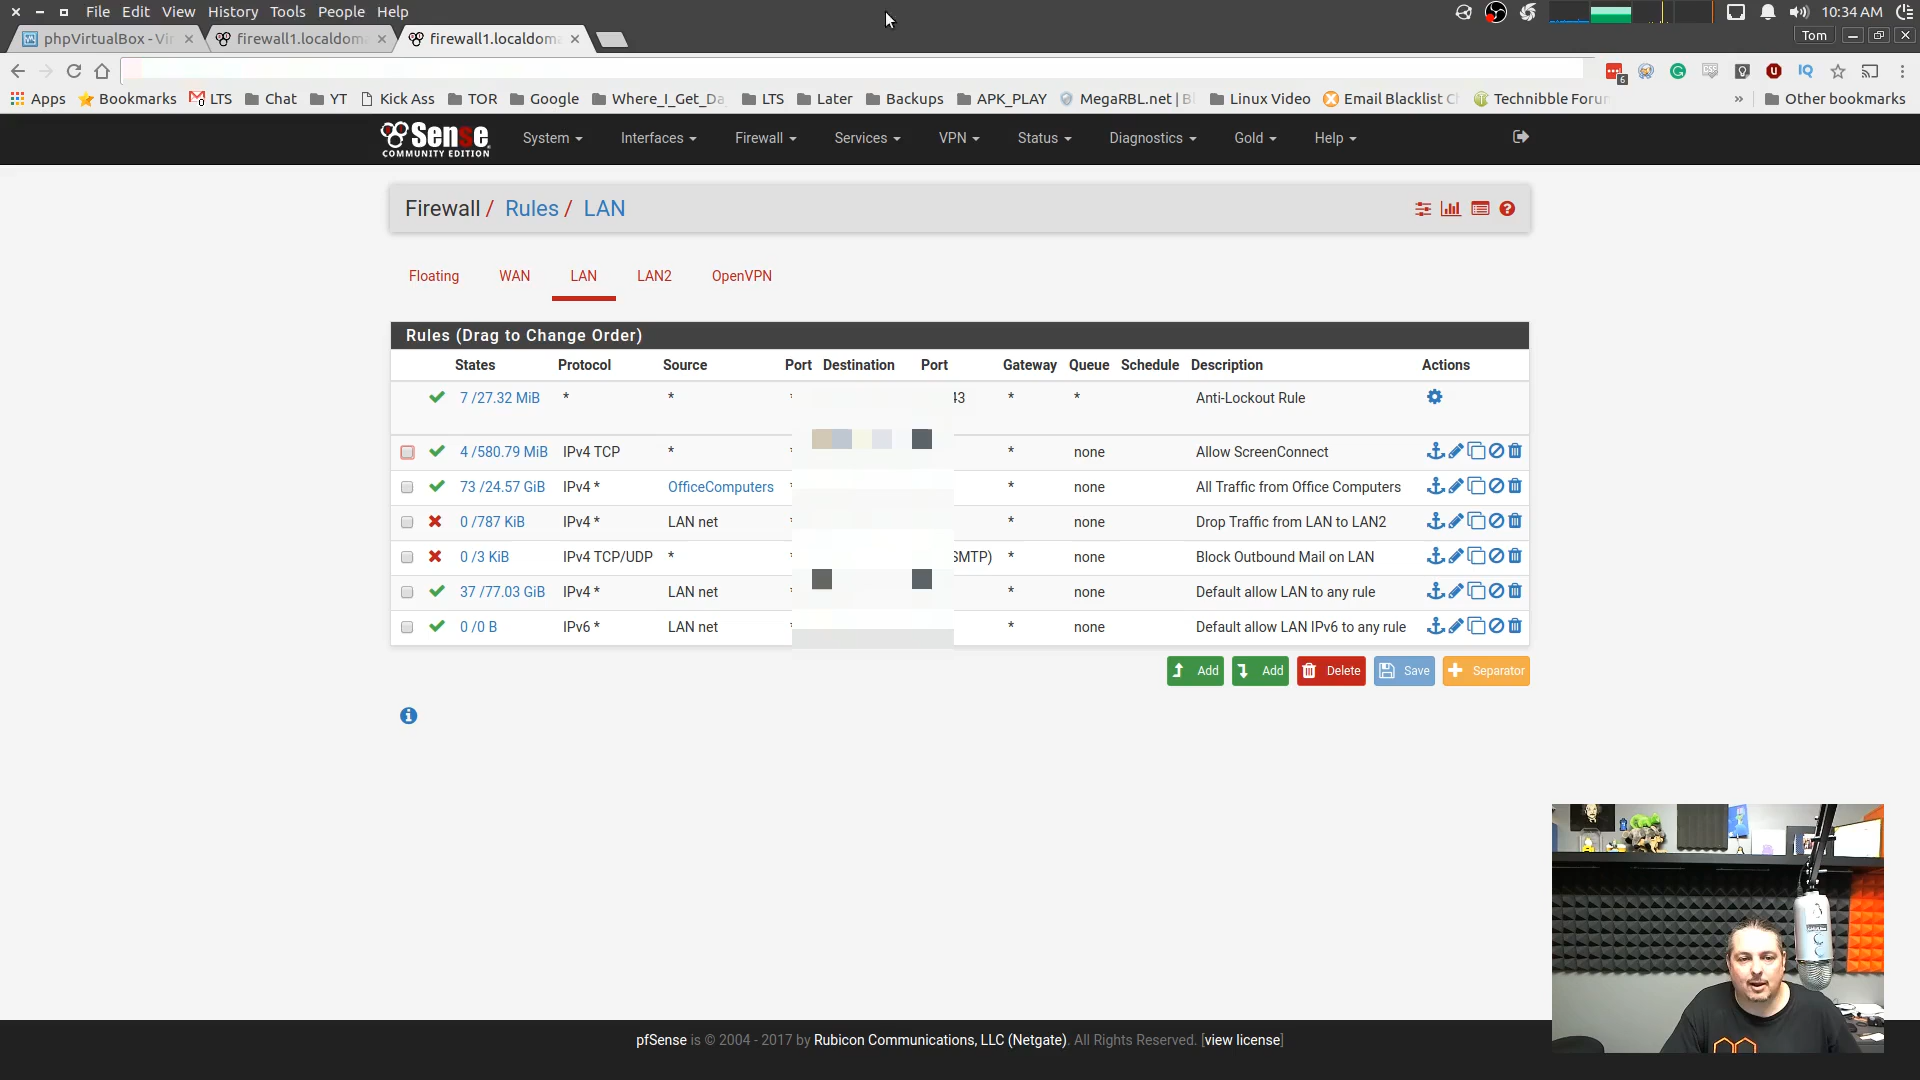 File Edit View History Tools People Help
10:34 AM
phpVirtualBox - Vir
firewall1.localdoma
firewall1.localdoma
Tom
6
Apps Bookmarks LTS Chat YT Kick Ass TOR Google Where_I_Get_Da LTS Later Backups APK_PLAY MegaRBL.net | Bl Linux Video Email Blacklist Ch Technibble Forum » Other bookmarks
Sense
COMMUNITY EDITION
System Interfaces Firewall Services VPN Status Diagnostics Gold Help
Firewall / Rules / LAN
Floating WAN LAN LAN2 OpenVPN
Rules (Drag to Change Order)
States Protocol Source Port Destination Port Gateway Queue Schedule Description Actions
7 /27.32 MiB * * * 43 * * Anti-Lockout Rule
4 /580.79 MiB IPv4 TCP * * * none Allow ScreenConnect
73 /24.57 GiB IPv4 * OfficeComputers * * none All Traffic from Office Computers
0 /787 KiB IPv4 * LAN net * * none Drop Traffic from LAN to LAN2
0 /3 KiB IPv4 TCP/UDP * * SMTP) * none Block Outbound Mail on LAN
37 /77.03 GiB IPv4 * LAN net * * none Default allow LAN to any rule
0 /0 B IPv6 * LAN net * * none Default allow LAN IPv6 to any rule
Add Add Delete Save Separator
pfSense is © 2004 - 2017 by Rubicon Communications, LLC (Netgate). All Rights Reserved. [view license]